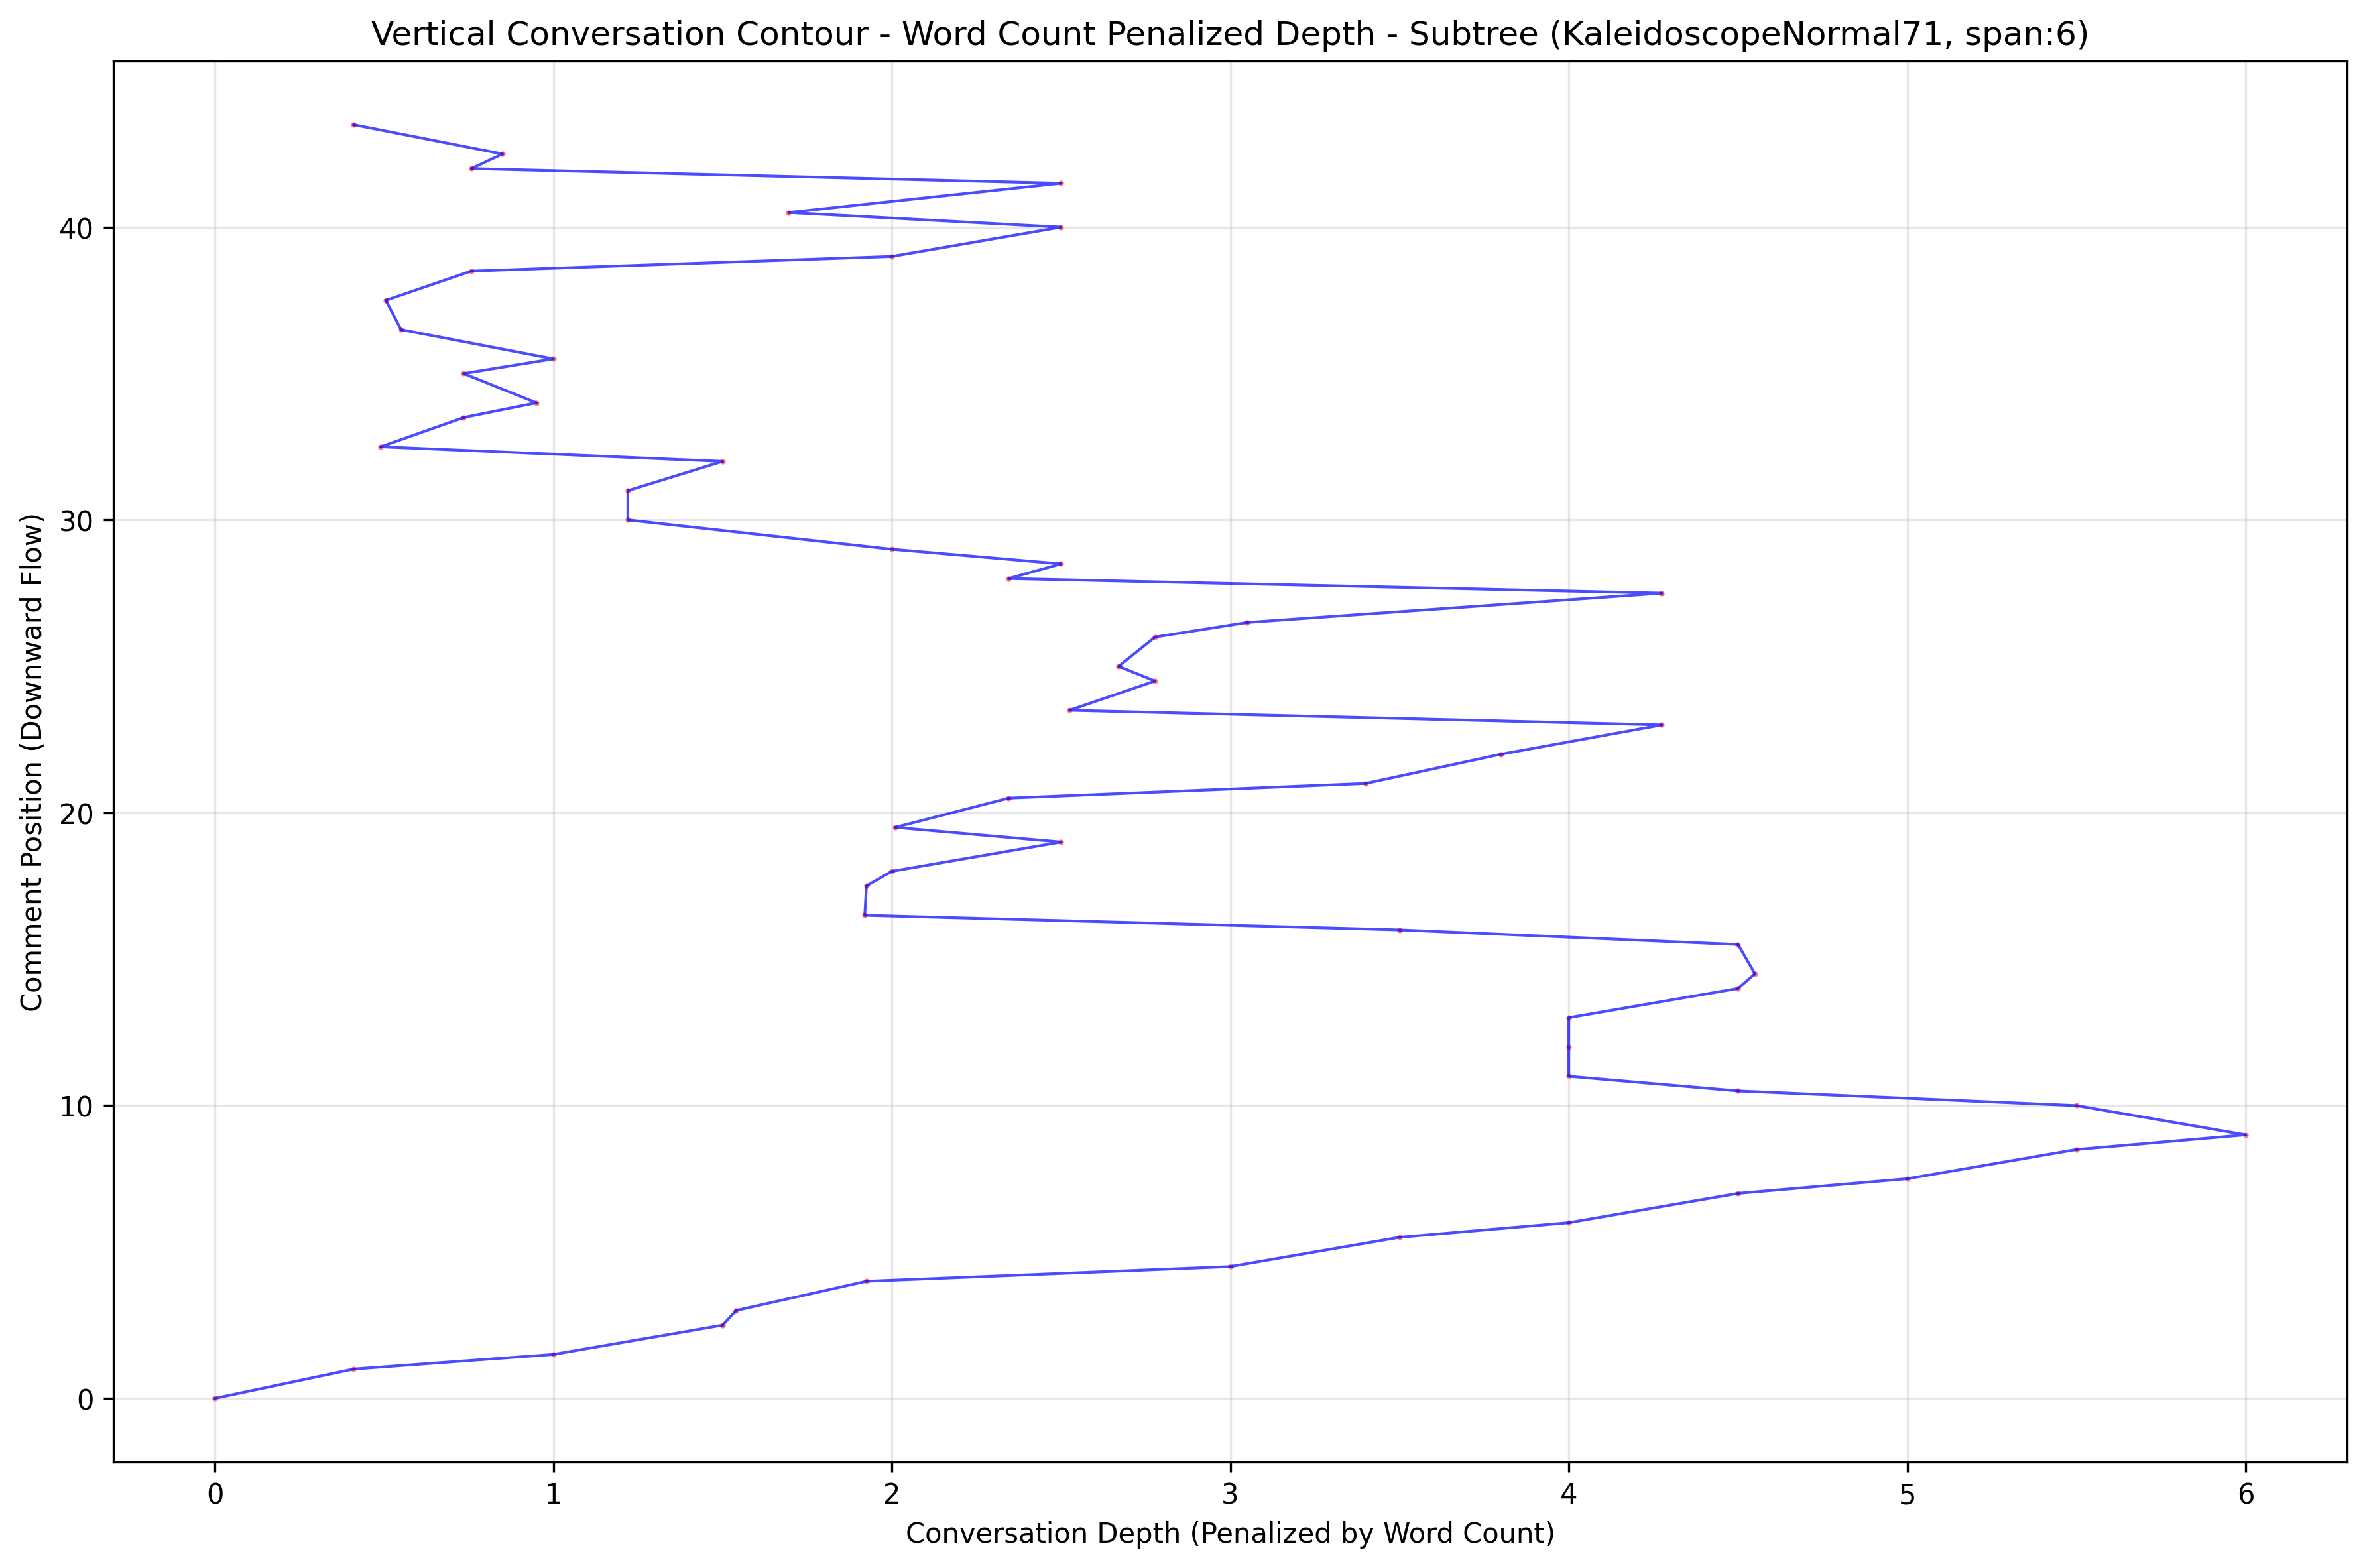 Vertical Conversation Contour - Word Count Penalized Depth - Subtree (KaleidoscopeNormal71, span:6)
Comment Position (Downward Flow)
40
30
20
10
0
0 1 2 3 4 5 6
Conversation Depth (Penalized by Word Count)